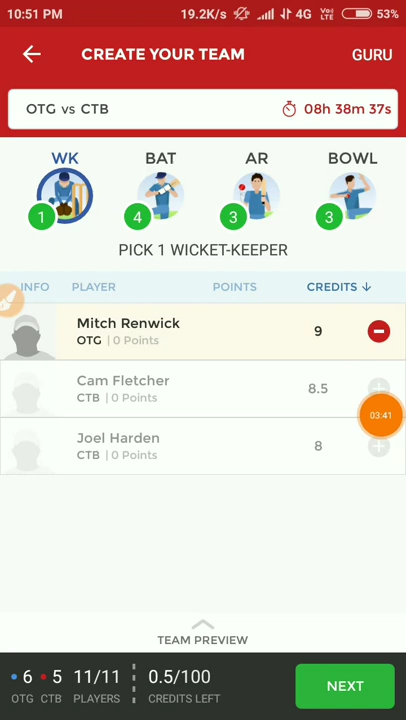 10:51 PM 19.2K/s 4G VoLTE 53%
CREATE YOUR TEAM GURU
OTG vs CTB 08h 38m 37s
WK BAT AR BOWL
1 4 3 3
PICK 1 WICKET-KEEPER
INFO PLAYER POINTS CREDITS ↓
Mitch Renwick 9
OTG | 0 Points
Cam Fletcher 8.5
CTB | 0 Points
03:41
Joel Harden 8
CTB | 0 Points
TEAM PREVIEW
6 5 11/11 0.5/100 NEXT
OTG CTB PLAYERS CREDITS LEFT